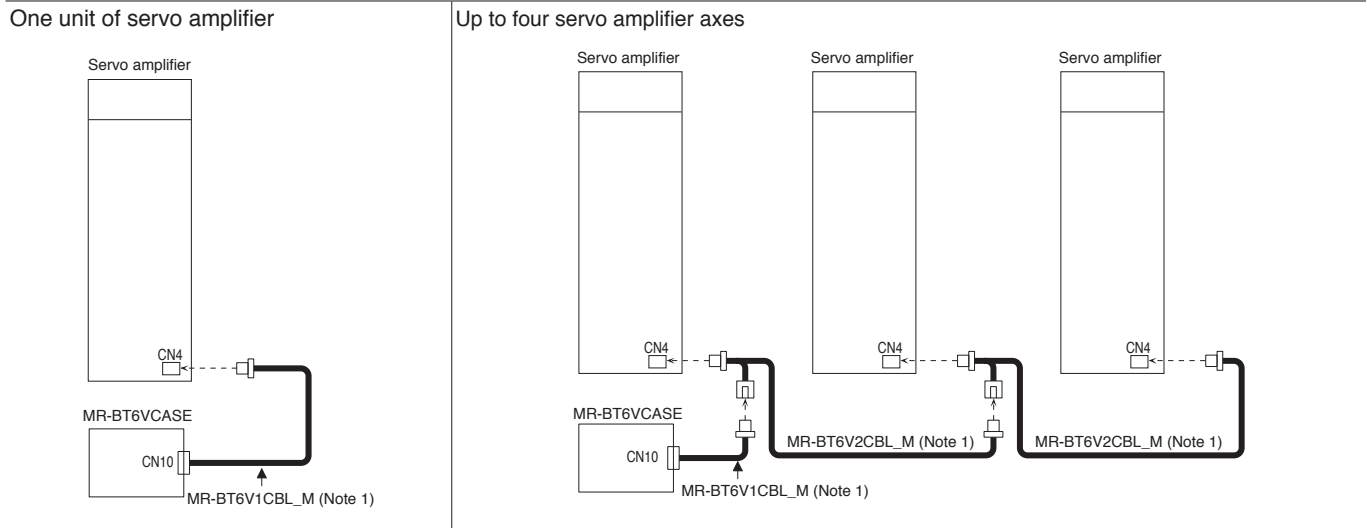 One unit of servo amplifier
Servo amplifier
CN4
MR-BT6VCASE
CN10
MR-BT6V1CBL_M (Note 1)
Up to four servo amplifier axes
Servo amplifier
Servo amplifier
Servo amplifier
CN4
CN4
CN4
MR-BT6VCASE
CN10
MR-BT6V2CBL_M (Note 1)
MR-BT6V2CBL_M (Note 1)
MR-BT6V1CBL_M (Note 1)